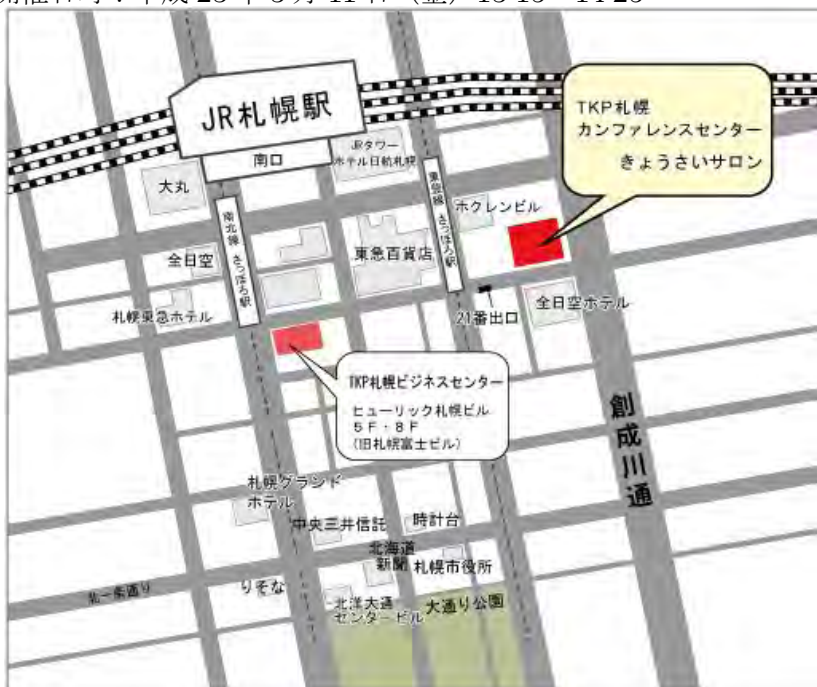 JR札幌駅
南口
JRタワー
ホテル日航札幌
大丸
TKP札幌
カンファレンスセンター
きょうさいサロン
南北線 さっぽろ駅
東豊線 さっぽろ駅
ホクレンビル
全日空
東急百貨店
札幌東急ホテル
21番出口
全日空ホテル
TKP札幌ビジネスセンター
ヒューリック札幌ビル
5F・8F
(旧札幌富士ビル)
創成川通
札幌グランド
ホテル
中央三井信託
時計台
北海道
新聞
札幌市役所
北一条通り
りそな
北洋大通
センタービル
大通り公園